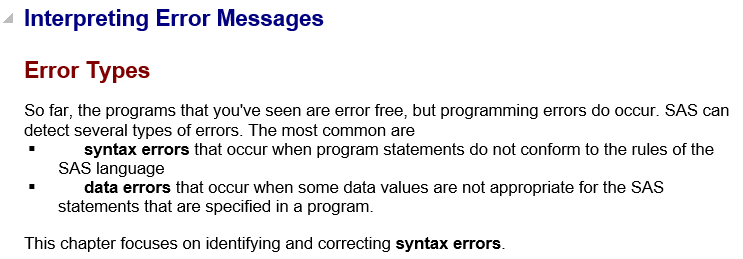 Interpreting Error Messages
Error Types
So far, the programs that you've seen are error free, but programming errors do occur. SAS can
detect several types of errors. The most common are
▪ syntax errors that occur when program statements do not conform to the rules of the
SAS language
▪ data errors that occur when some data values are not appropriate for the SAS
statements that are specified in a program.
This chapter focuses on identifying and correcting syntax errors.